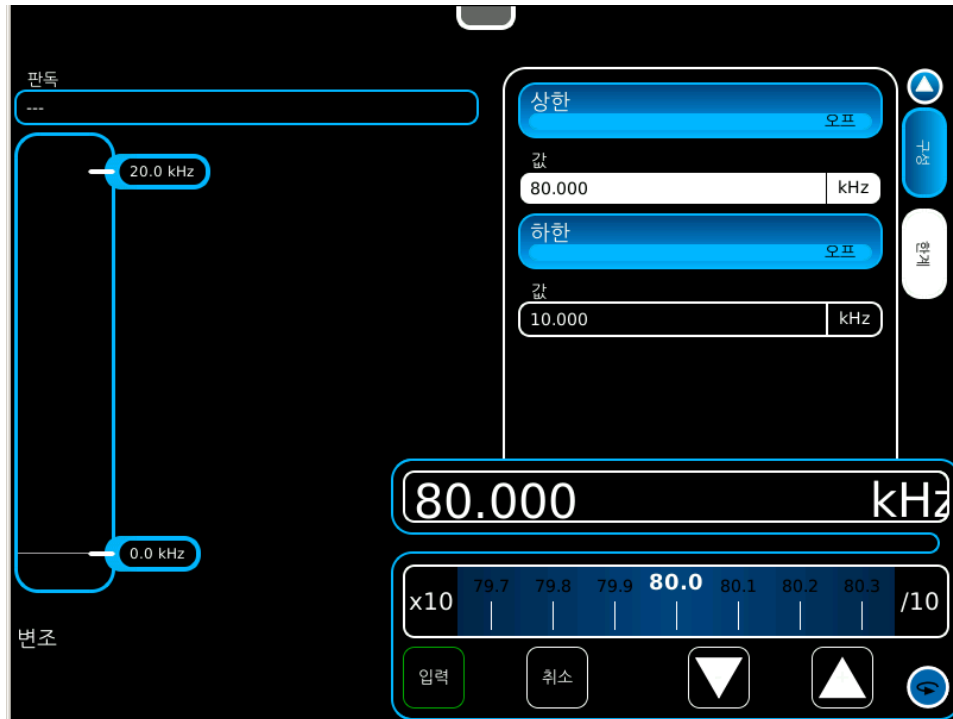 판독
---
20.0 kHz
0.0 kHz
변조
상한
오프
값
80.000 kHz
하한
오프
값
10.000 kHz
구성
한계
80.000 kHz
x10 79.7 79.8 79.9 80.0 80.1 80.2 80.3 /10
입력 취소